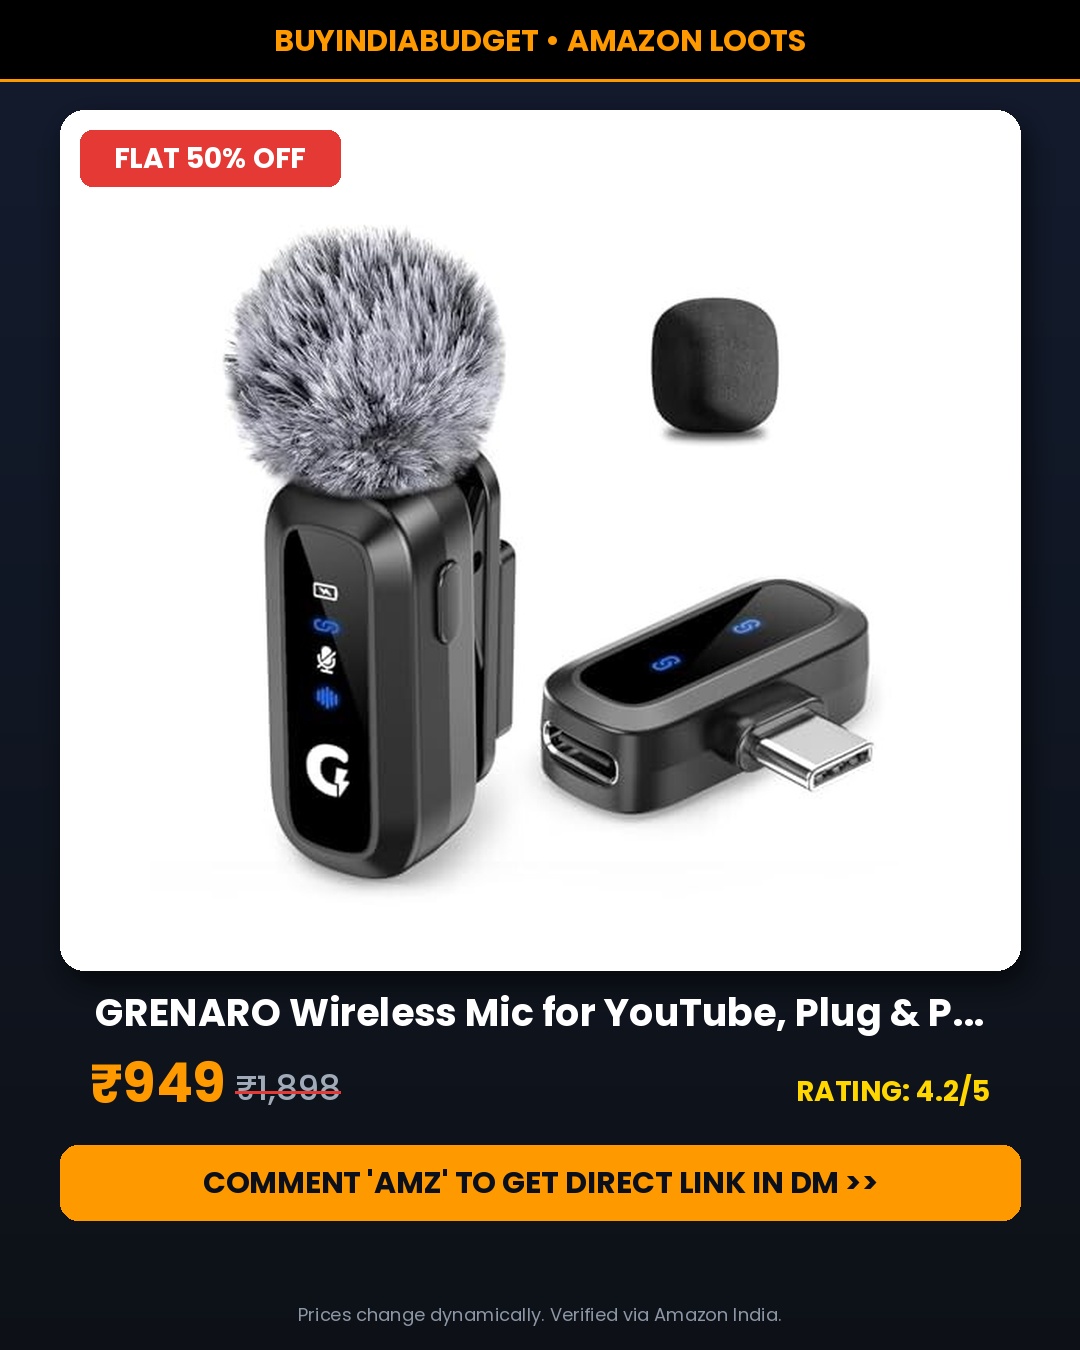 BUYINDIABUDGET • AMAZON LOOTS
FLAT 50% OFF
GRENARO Wireless Mic for YouTube, Plug & P...
₹949 ₹1,898
RATING: 4.2/5
COMMENT 'AMZ' TO GET DIRECT LINK IN DM >>
Prices change dynamically. Verified via Amazon India.